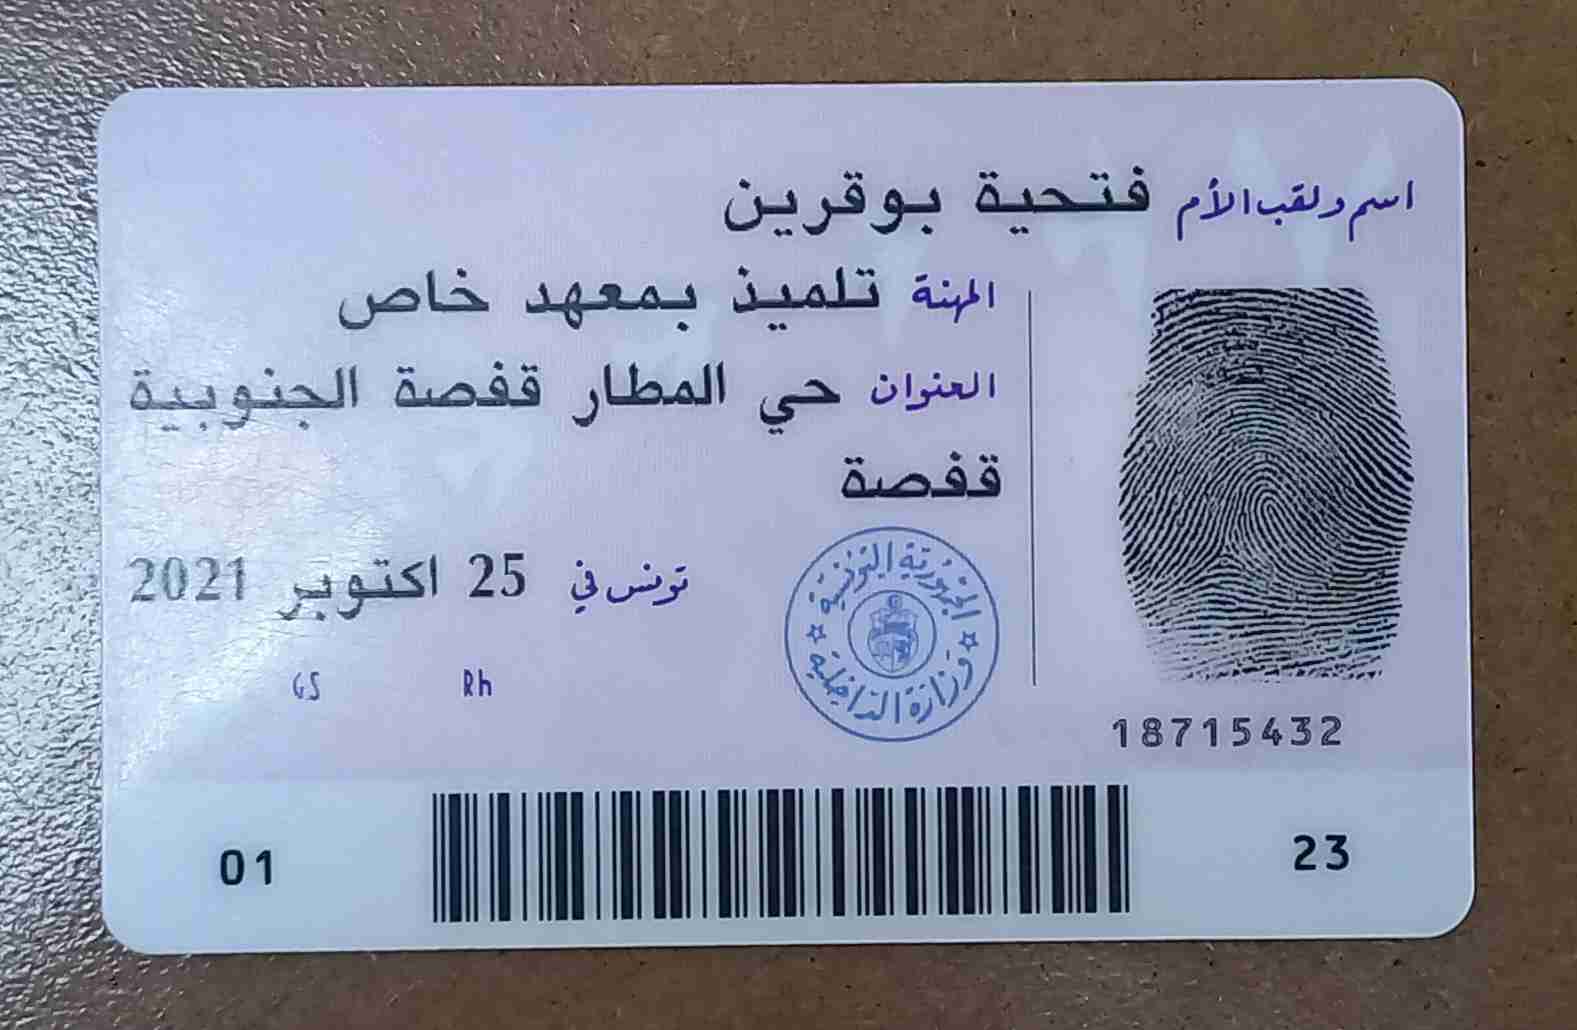 اسم ولقب الأم فتحية بوقرين
المهنة تلميذ بمعهد خاص
العنوان حي المطار قفصة الجنوبية
قفصة
تونس في 25 اكتوبر 2021
Rh GS
الجمهورية التونسية
وزارة الداخلية
18715432
23 01